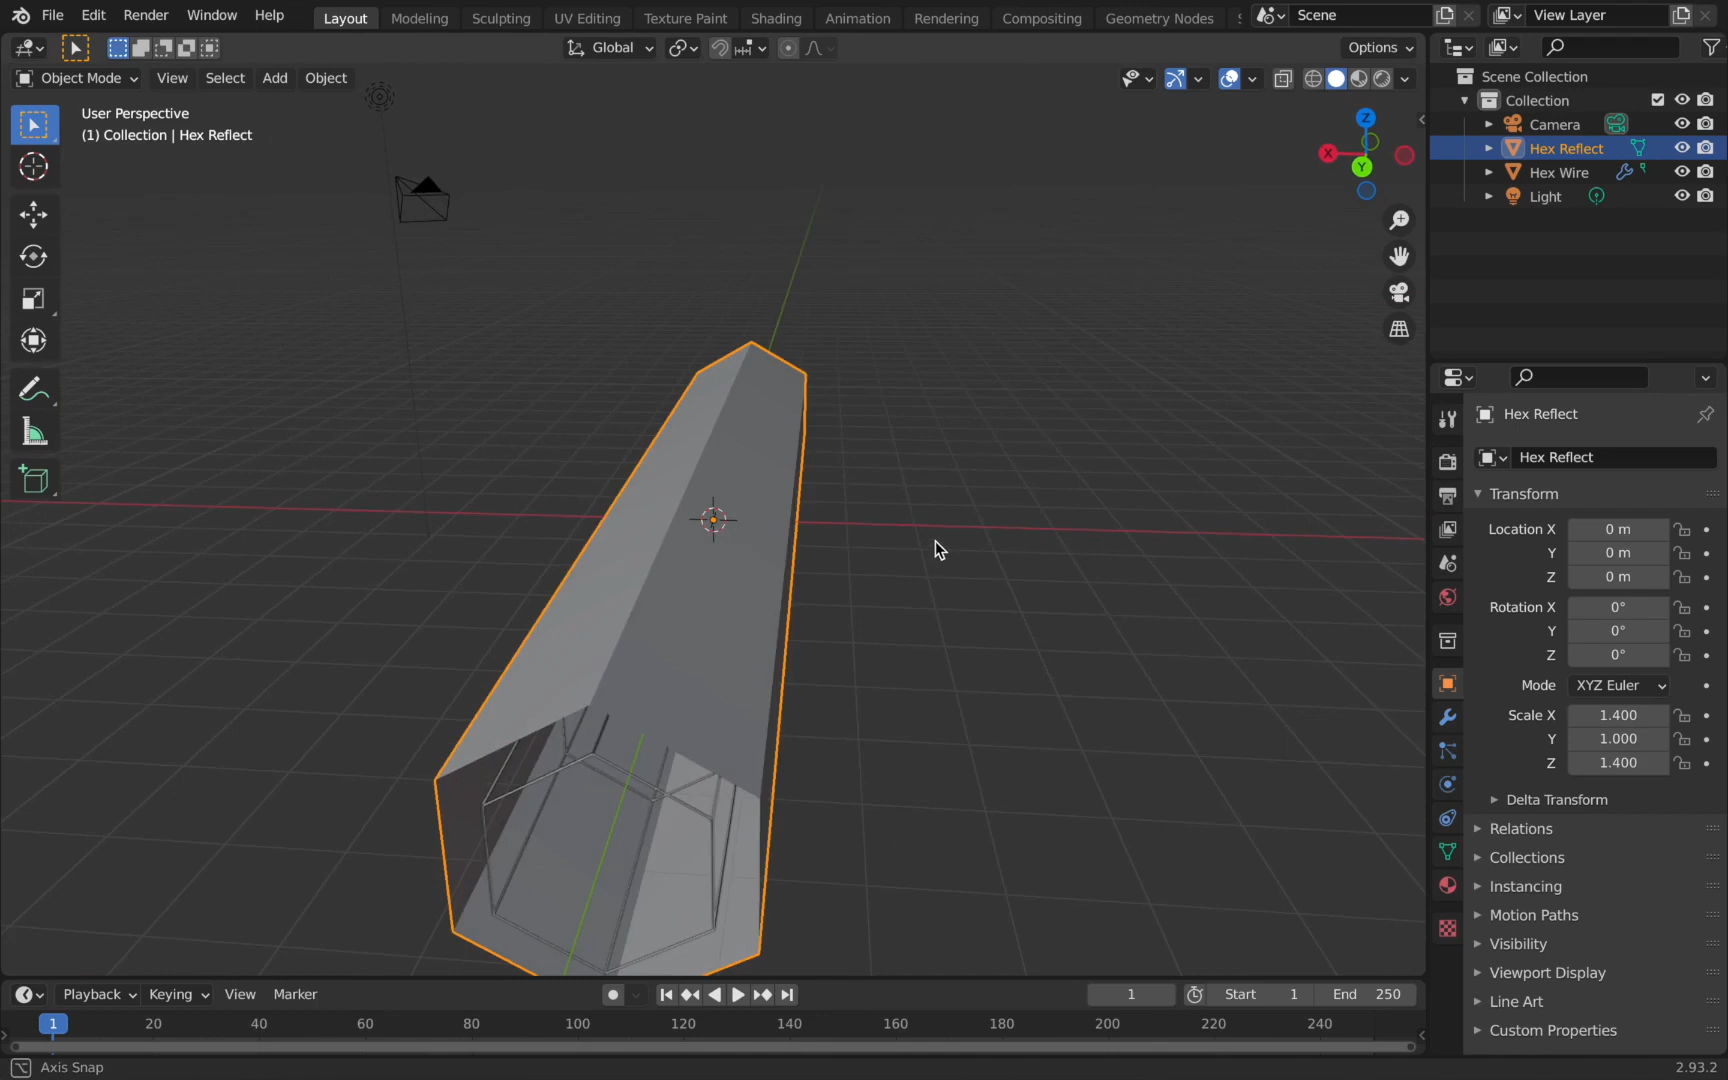 File Edit Render Window Help Layout Modeling Sculpting UV Editing Texture Paint Shading Animation Rendering Compositing Geometry Nodes Scene View Layer
Global Options
Object Mode View Select Add Object
User Perspective
(1) Collection | Hex Reflect
Z
X
Y
Scene Collection
Collection
Camera
Hex Reflect
Hex Wire
Light
Hex Reflect
Hex Reflect
Transform
Location X 0 m
Y 0 m
Z 0 m
Rotation X 0°
Y 0°
Z 0°
Mode XYZ Euler
Scale X 1.400
Y 1.000
Z 1.400
Delta Transform
Relations
Collections
Instancing
Motion Paths
Visibility
Viewport Display
Line Art
Custom Properties
Playback Keying View Marker 1 Start 1 End 250
1 20 40 60 80 100 120 140 160 180 200 220 240
Axis Snap 2.93.2